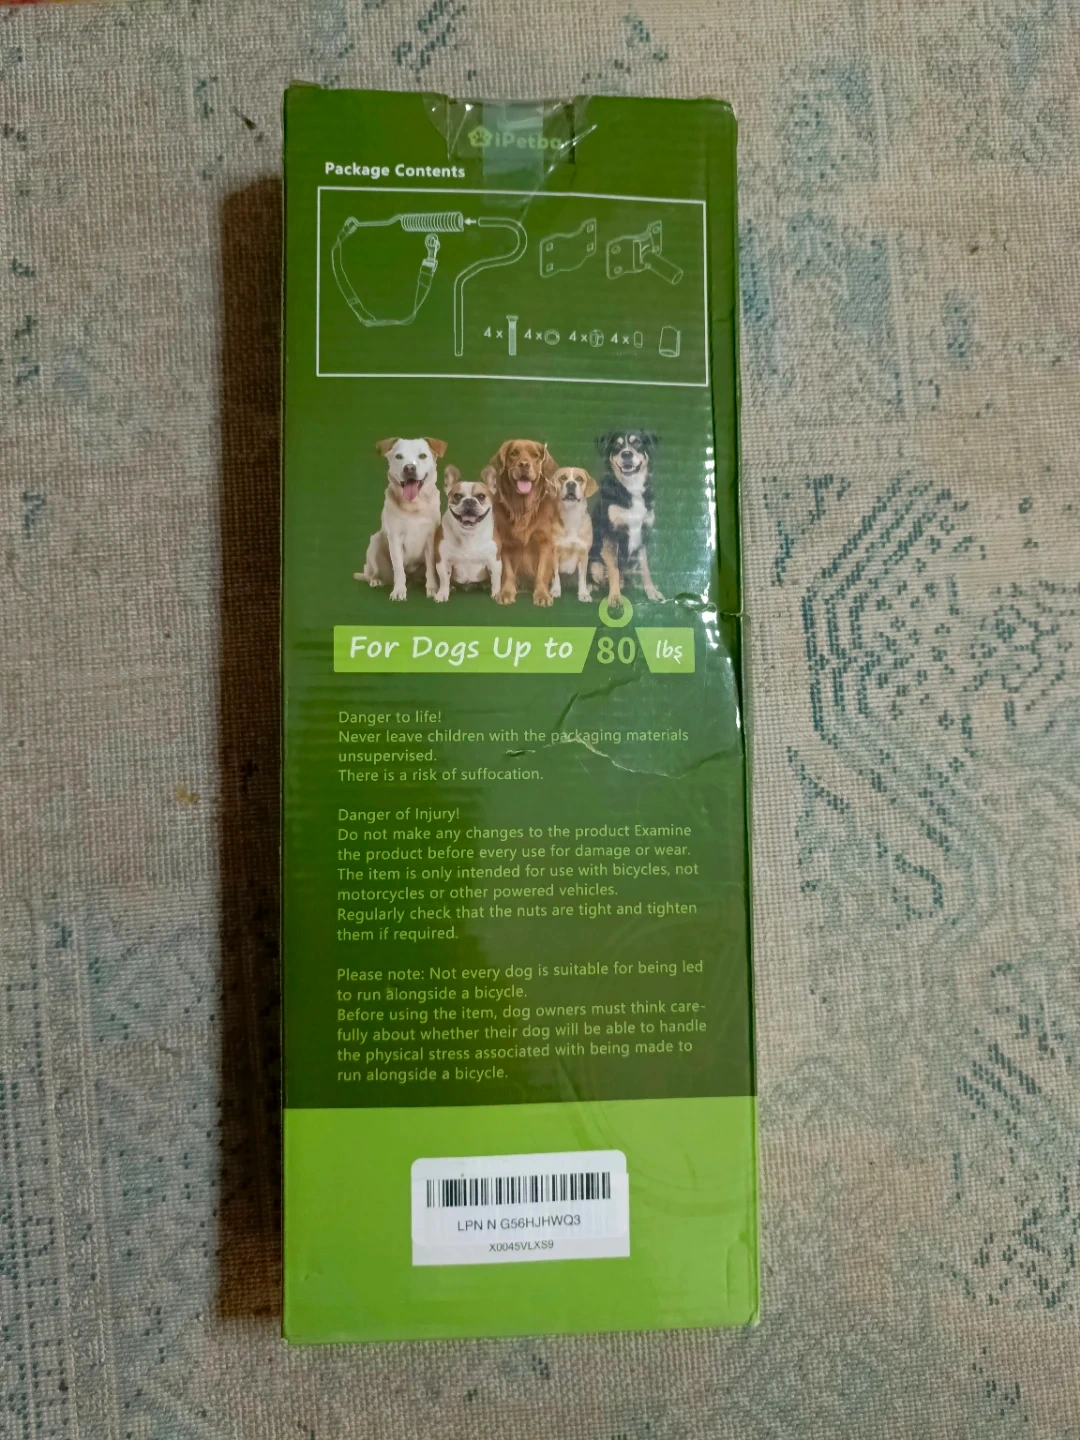 iPetba
Package Contents
4 x 4 x 4 x 4 x
For Dogs Up to 80 lbs
Danger to life!
Never leave children with the packaging materials
unsupervised.
There is a risk of suffocation.
Danger of Injury!
Do not make any changes to the product Examine
the product before every use for damage or wear.
The item is only intended for use with bicycles, not
motorcycles or other powered vehicles.
Regularly check that the nuts are tight and tighten
them if required.
Please note: Not every dog is suitable for being led
to run alongside a bicycle.
Before using the item, dog owners must think care-
fully about whether their dog will be able to handle
the physical stress associated with being made to
run alongside a bicycle.
LPN N G56HJHWQ3
X0045VLXS9